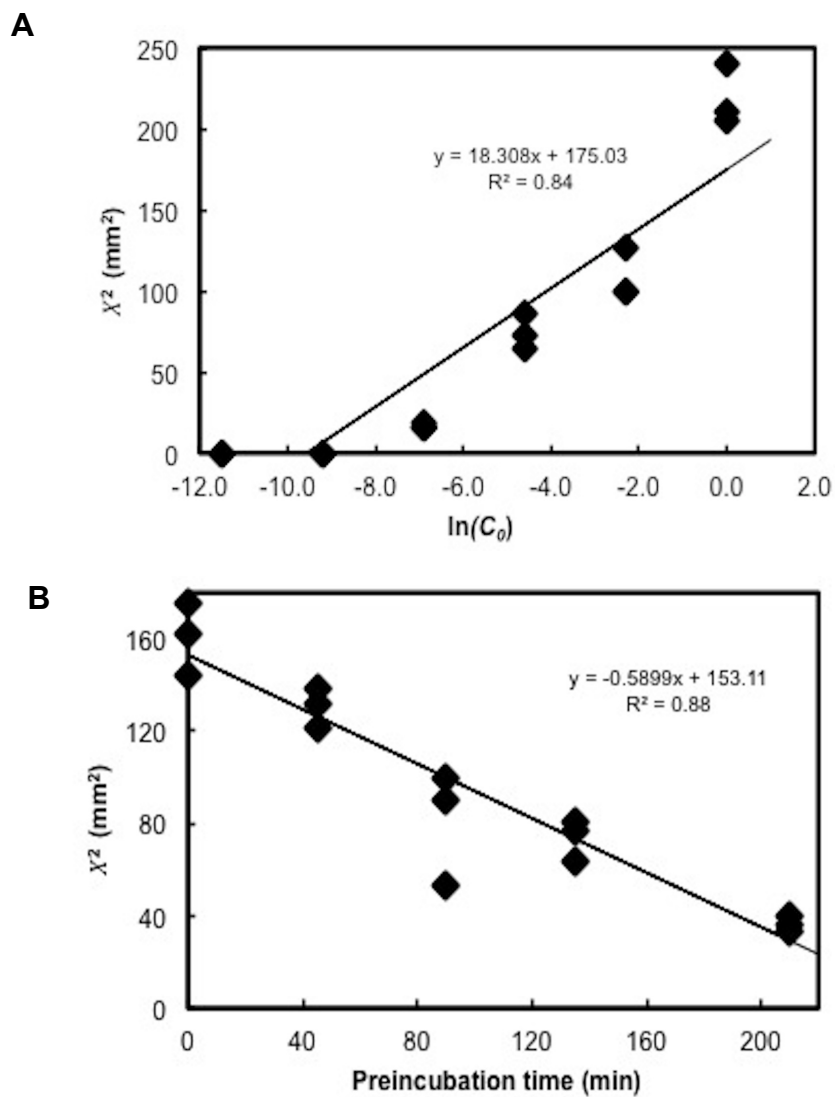 A
250
200
150
100
50
0
X² (mm²)
y = 18.308x + 175.03
R² = 0.84
-12.0 -10.0 -8.0 -6.0 -4.0 -2.0 0.0 2.0
ln(C₀)
B
160
120
80
40
0
X² (mm²)
y = -0.5899x + 153.11
R² = 0.88
0 40 80 120 160 200
Preincubation time (min)